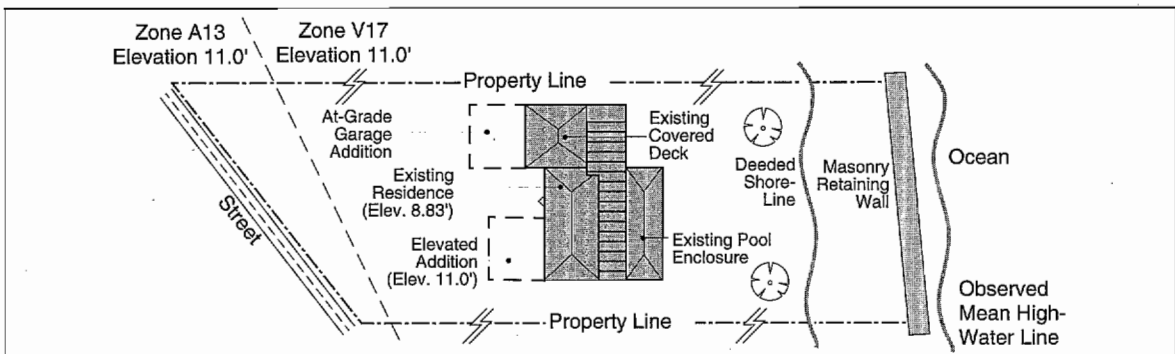 Zone A13
Elevation 11.0'
Zone V17
Elevation 11.0'
Property Line
At-Grade
Garage
Addition
Existing
Covered
Deck
Existing
Residence
(Elev. 8.83')
Elevated
Addition
(Elev. 11.0')
Existing Pool
Enclosure
Street
Deeded
Shore-
Line
Masonry
Retaining
Wall
Ocean
Observed
Mean High-
Water Line
Property Line